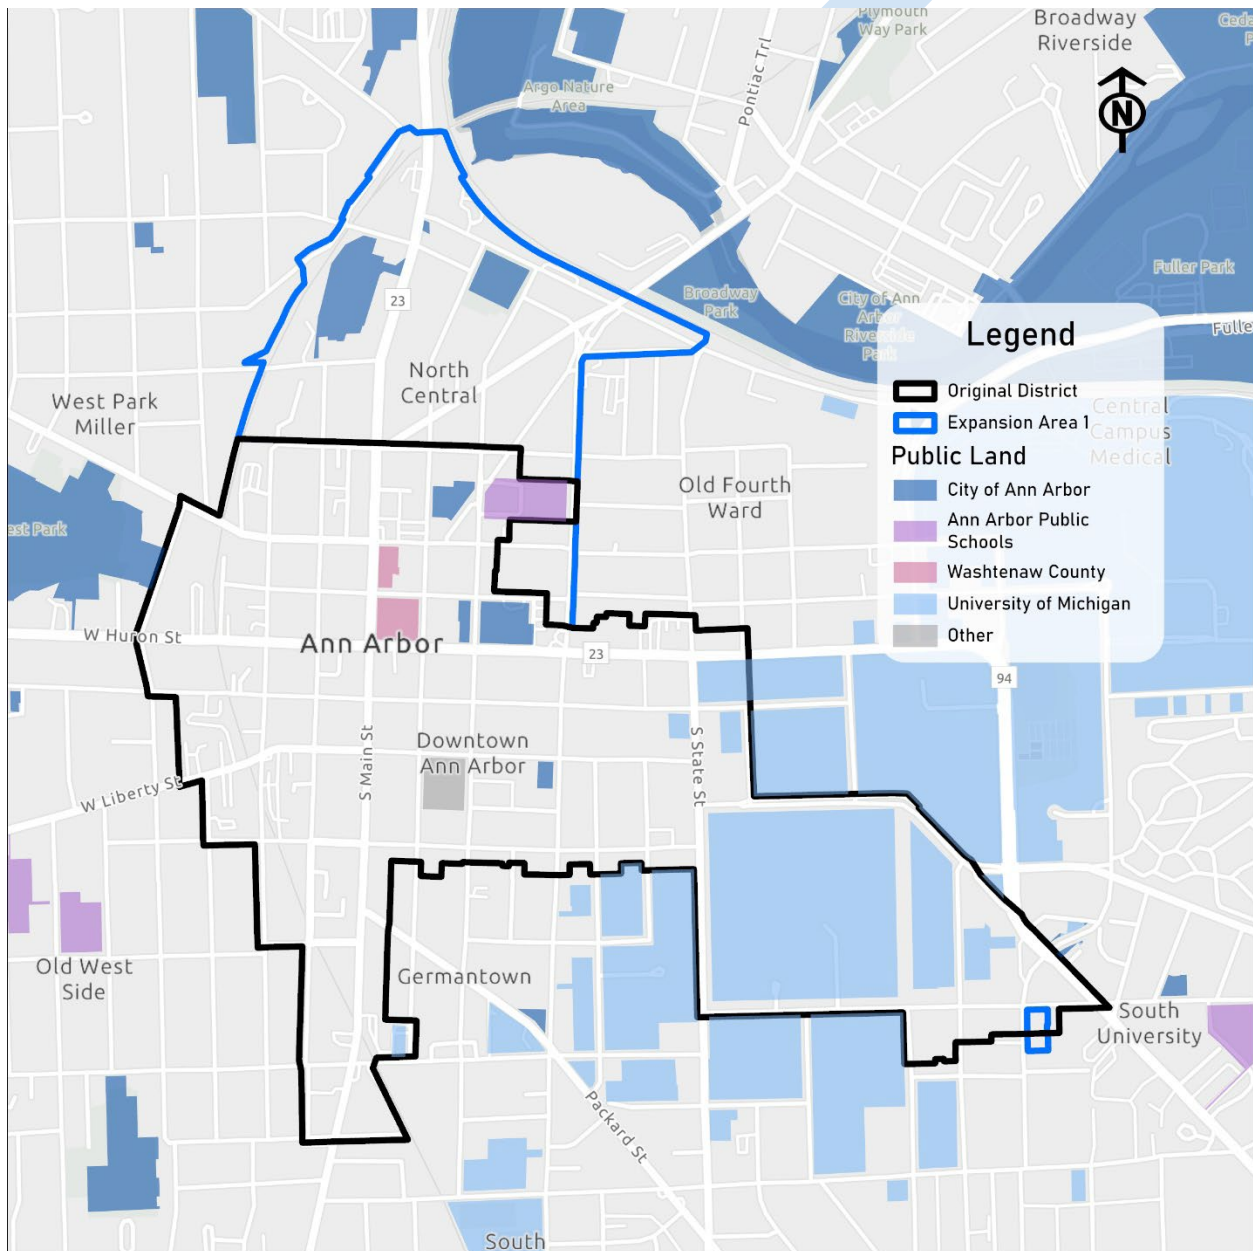 Plymouth
Way Park
Broadway
Riverside
Argo Nature
Area
Pontiac Trl
N
Fuller Park
Broadway
Park
City of Ann
Arbor
Riverside
Park
23
North
Central
West Park
Miller
Old Fourth
Ward
est Park
W Huron St
Ann Arbor
23
94
Downtown
Ann Arbor
S Main St
S State St
W Liberty St
Old West
Side
Germantown
Packard St
South
University
South
Fulle
Central
Campus
Medical
Legend
Original District
Expansion Area 1
Public Land
City of Ann Arbor
Ann Arbor Public
Schools
Washtenaw County
University of Michigan
Other